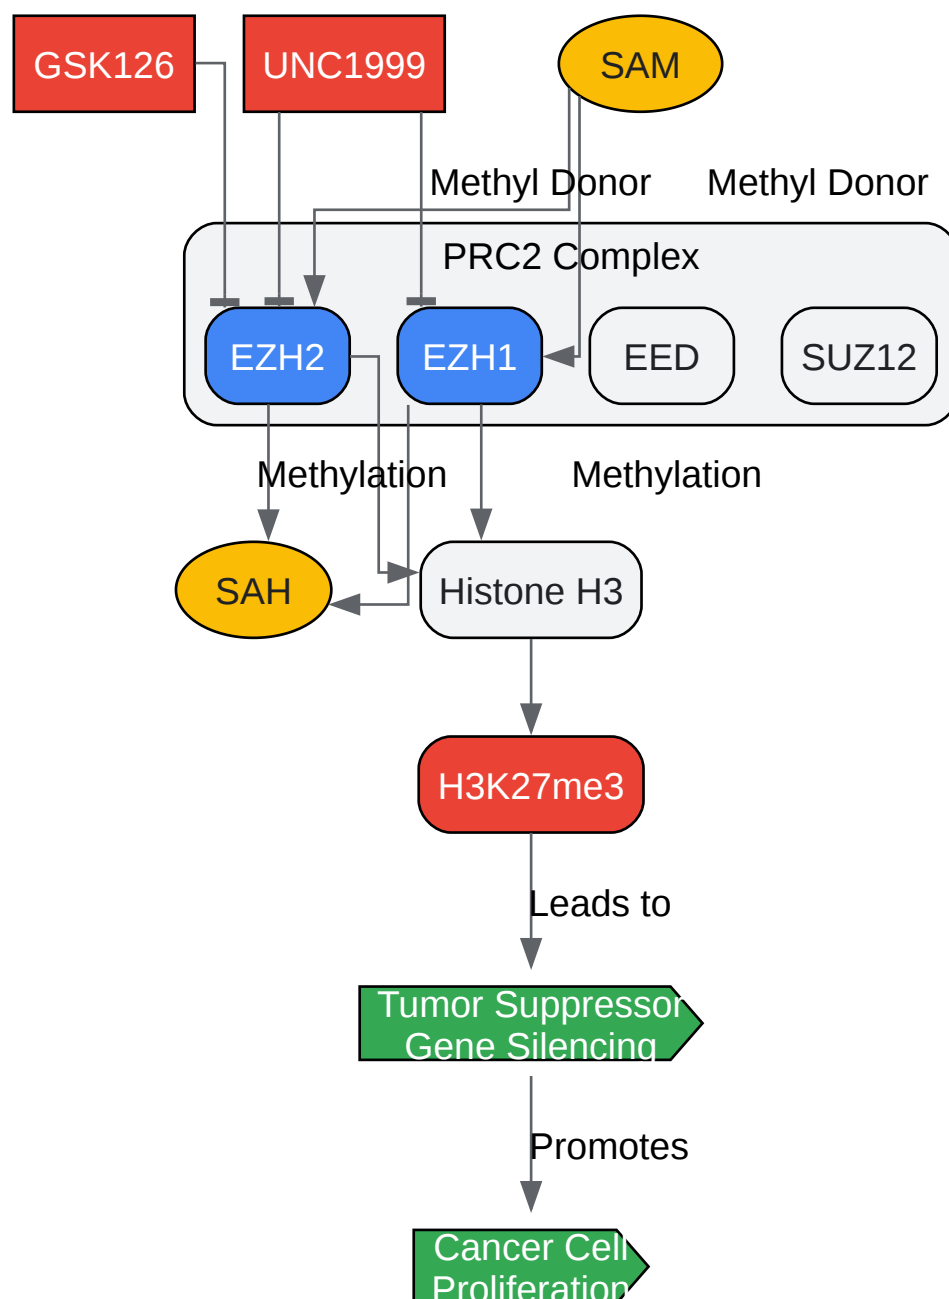 GSK126
UNC1999
SAM
Methyl Donor
Methyl Donor
PRC2 Complex
EZH2
EZH1
EED
SUZ12
Methylation
Methylation
SAH
Histone H3
H3K27me3
Leads to
Tumor Suppressor
Gene Silencing
Promotes
Cancer Cell
Proliferation